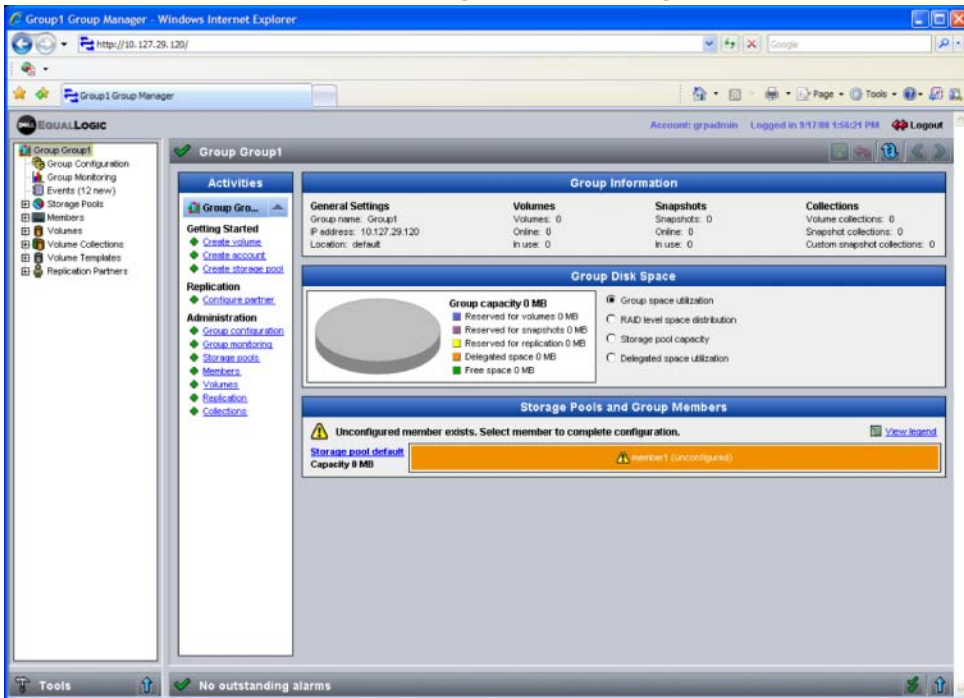 Group1 Group Manager - Windows Internet Explorer
http://10.127.29.120/
Google
Group1 Group Manager
Page
Tools
DELL EQUALLOGIC
Account: grpadmin Logged in 9/17/08 1:56:21 PM Logout
Group Group1
Group Configuration
Group Monitoring
Events (12 new)
Storage Pools
Members
Volumes
Volume Collections
Volume Templates
Replication Partners
Tools
Group Group1
Activities
Group Gro...
Getting Started
Create volume
Create account
Create storage pool
Replication
Configure partner
Administration
Group configuration
Group monitoring
Storage pools
Members
Volumes
Replication
Collections
Group Information
General Settings
Group name: Group1
IP address: 10.127.29.120
Location: default
Volumes
Volumes: 0
Online: 0
In use: 0
Snapshots
Snapshots: 0
Online: 0
In use: 0
Collections
Volume collections: 0
Snapshot collections: 0
Custom snapshot collections: 0
Group Disk Space
Group capacity 0 MB
Reserved for volumes 0 MB
Reserved for snapshots 0 MB
Reserved for replication 0 MB
Delegated space 0 MB
Free space 0 MB
Group space utilization
RAID level space distribution
Storage pool capacity
Delegated space utilization
Storage Pools and Group Members
Unconfigured member exists. Select member to complete configuration.
View legend
Storage pool default
Capacity 0 MB
member1 (unconfigured)
No outstanding alarms